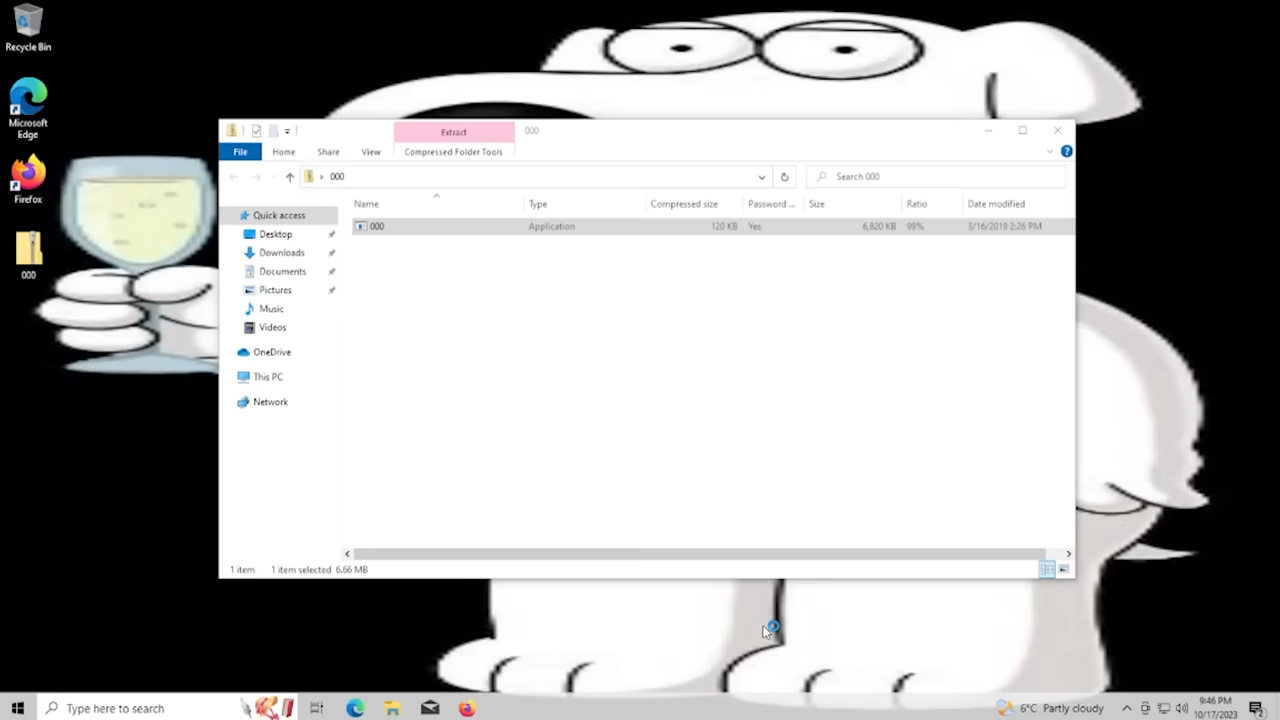 Recycle Bin
Microsoft
Edge
Firefox
000
Extract
000
File
Home
Share
View
Compressed Folder Tools
000
Search 000
Name
Type
Compressed size
Password ...
Size
Ratio
Date modified
000
Application
120 KB
Yes
6,820 KB
99%
3/16/2019 2:26 PM
Quick access
Desktop
Downloads
Documents
Pictures
Music
Videos
OneDrive
This PC
Network
1 item
1 item selected 6.66 MB
Type here to search
6°C Partly cloudy
9:46 PM
10/17/2023